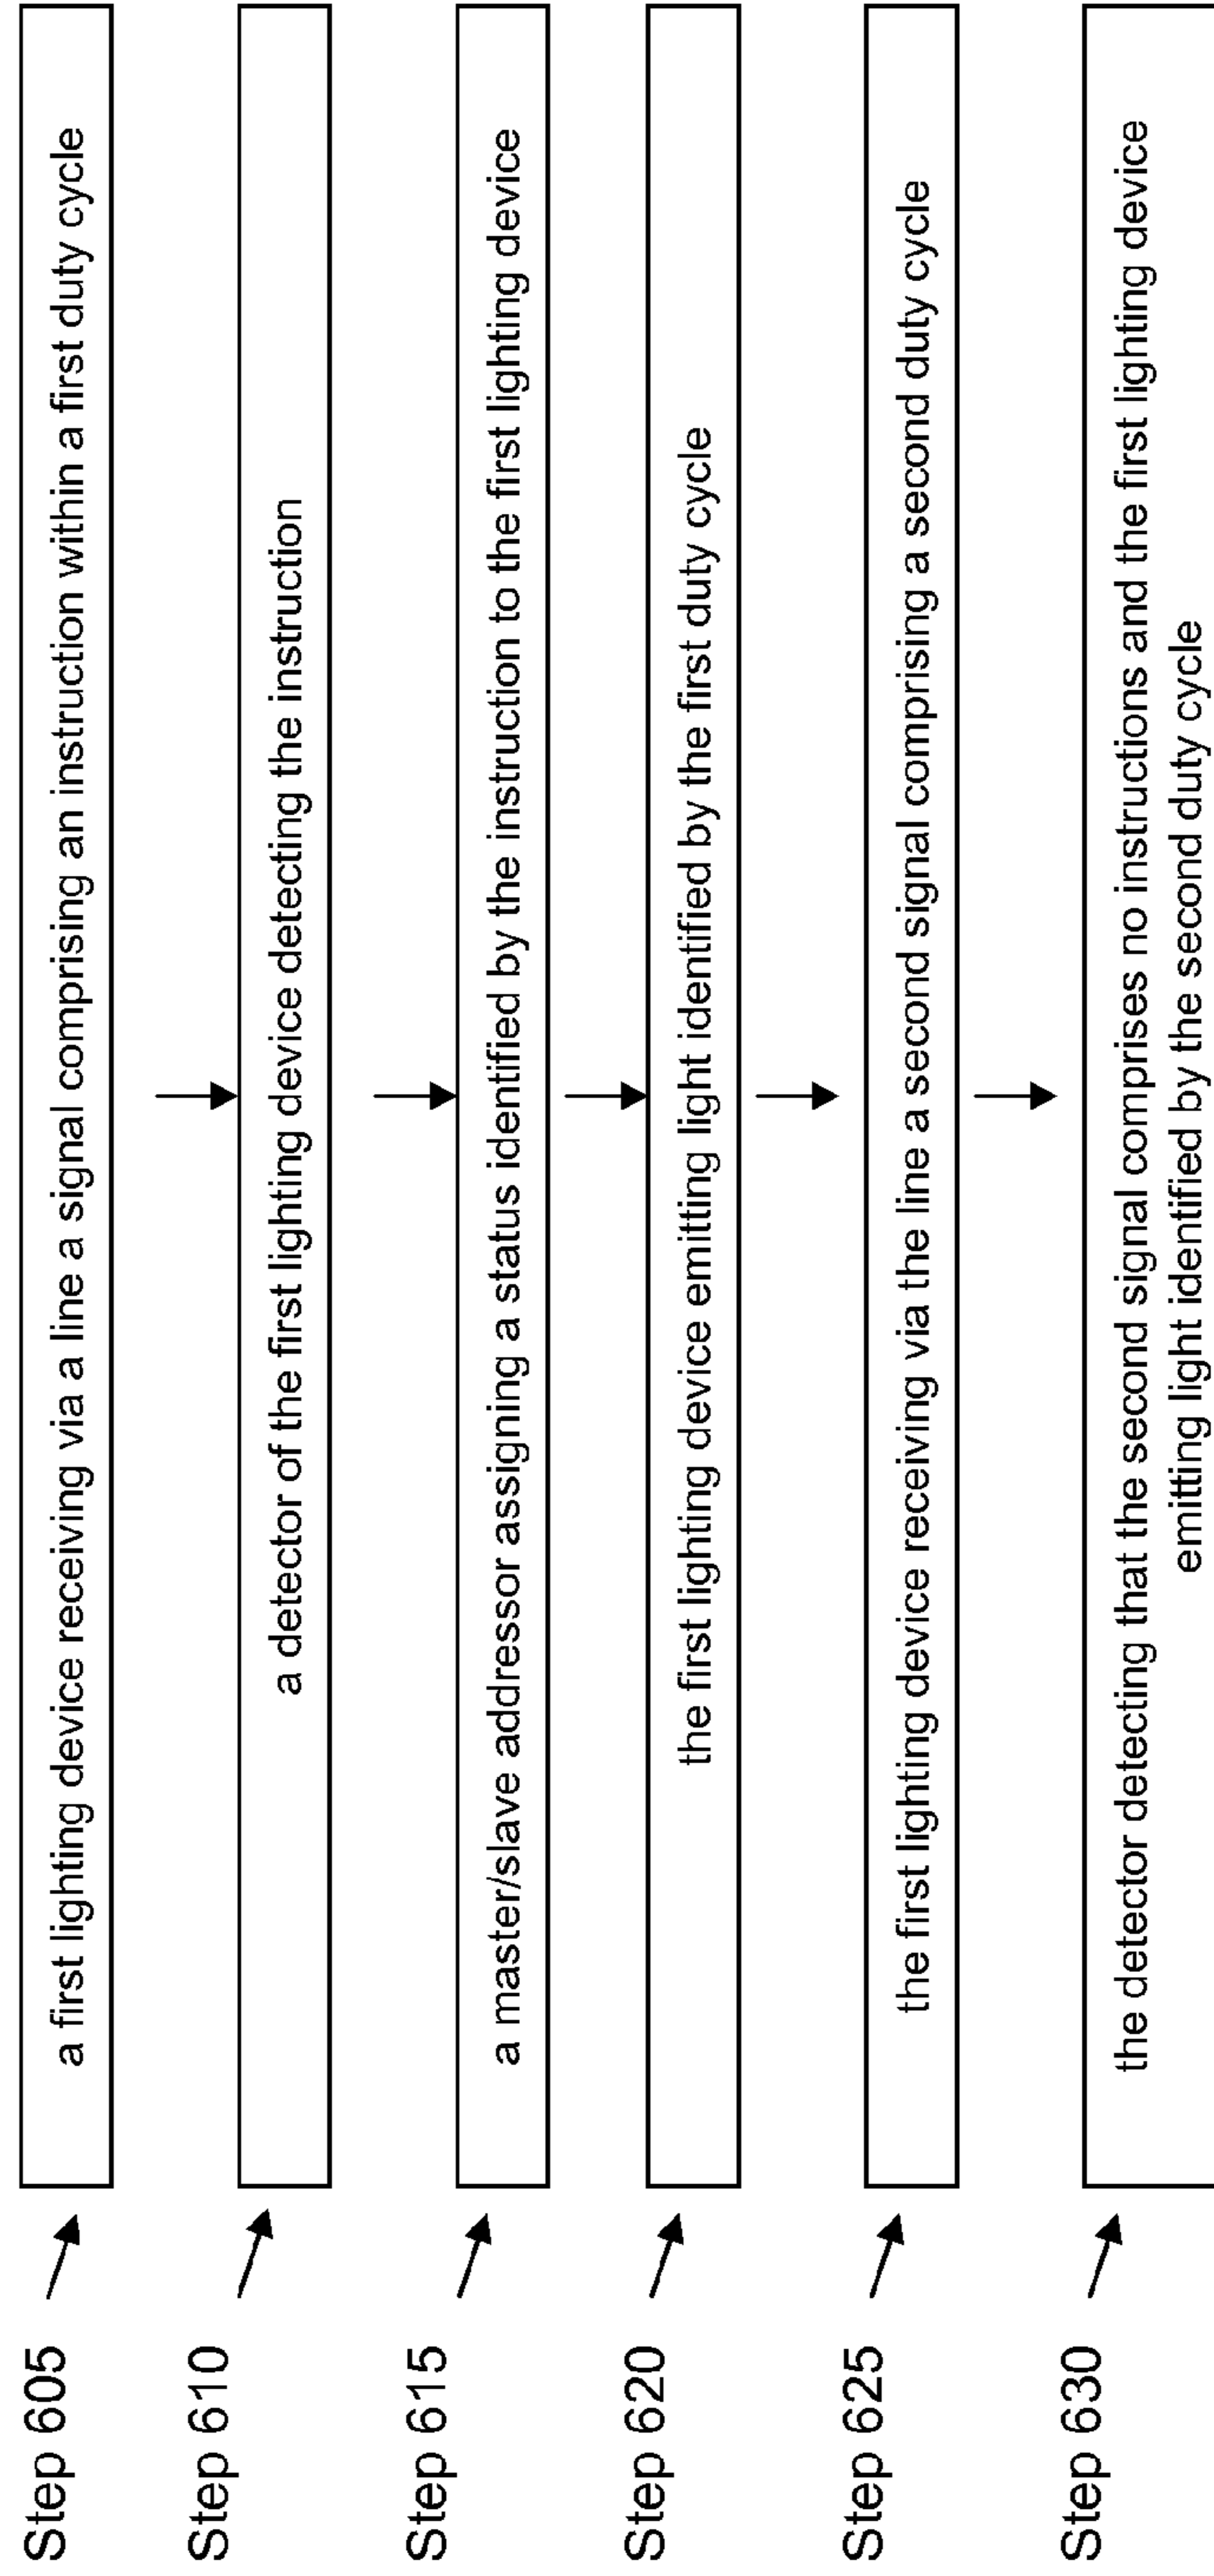 Step 605
a first lighting device receiving via a line a signal comprising an instruction within a first duty cycle
Step 610
a detector of the first lighting device detecting the instruction
Step 615
a master/slave addressor assigning a status identified by the instruction to the first lighting device
Step 620
the first lighting device emitting light identified by the first duty cycle
Step 625
the first lighting device receiving via the line a second signal comprising a second duty cycle
Step 630
the detector detecting that the second signal comprises no instructions and the first lighting device
emitting light identified by the second duty cycle